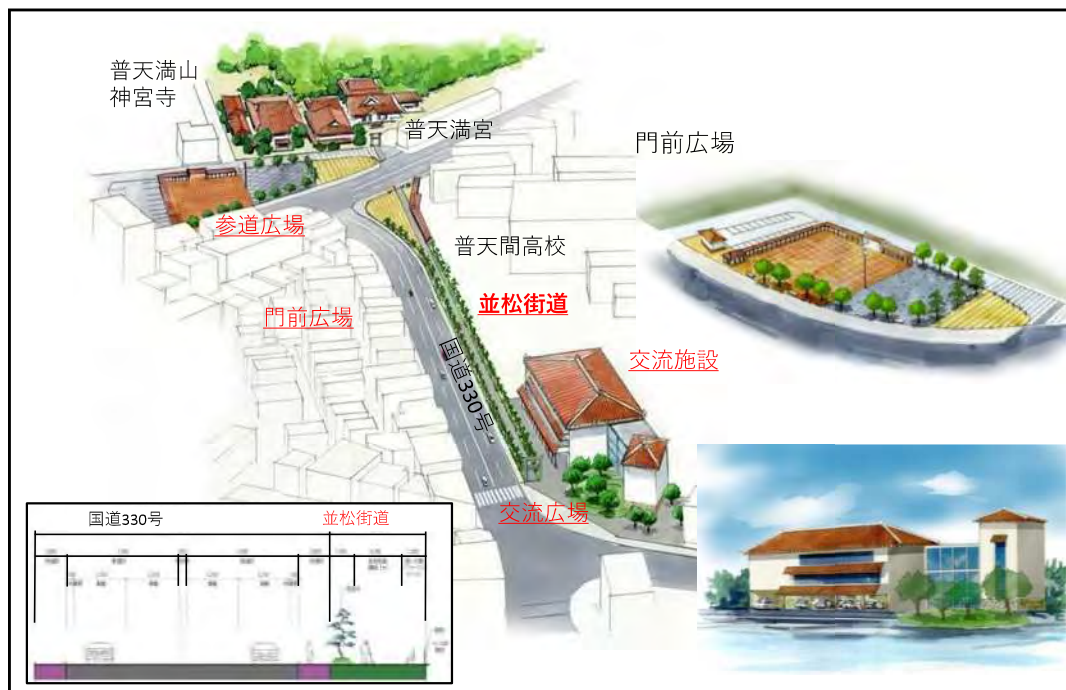 普天満山
神宮寺
普天満宮
門前広場
参道広場
普天間高校
門前広場
並松街道
交流施設
国道330号
交流広場
国道330号
並松街道